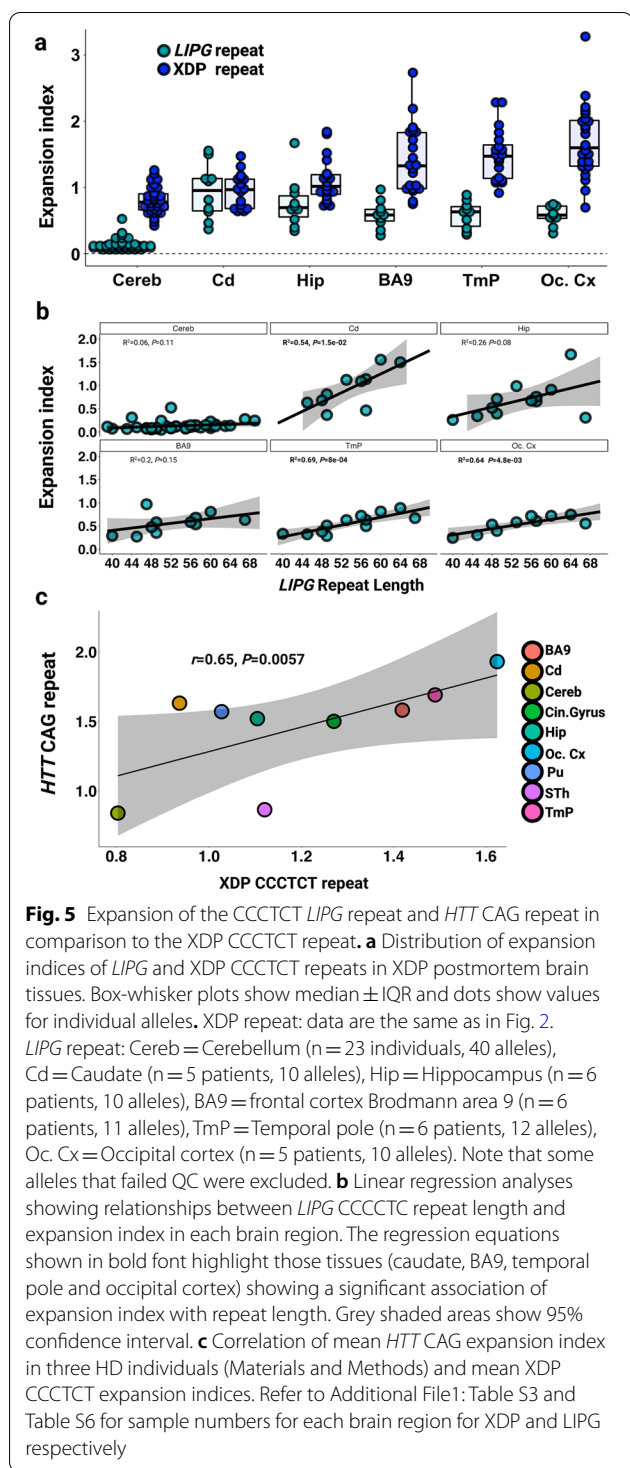 a
LIPG repeat
XDP repeat
Expansion index
3
2
1
0
Cereb Cd Hip BA9 TmP Oc. Cx
b
Expansion index
Cereb Cd Hip
2.0
1.5
1.0
0.5
0.0
R²=0.06, P=0.11
R²=0.54, P=1.5e-02
R²=0.26 P=0.08
BA9 TmP Oc. Cx
2.0
1.5
1.0
0.5
0.0
R²=0.2, P=0.15
R²=0.69, P=8e-04
R²=0.64 P=4.8e-03
40 44 48 52 56 60 64 68 40 44 48 52 56 60 64 68 40 44 48 52 56 60 64 68
LIPG Repeat Length
c
HTT CAG repeat
2.0
1.5
1.0
r=0.65, P=0.0057
0.8 1.0 1.2 1.4 1.6
XDP CCCTCT repeat
BA9
Cd
Cereb
Cin.Gyrus
Hip
Oc. Cx
Pu
STh
TmP
Fig. 5 Expansion of the CCCTCT LIPG repeat and HTT CAG repeat in
comparison to the XDP CCCTCT repeat. a Distribution of expansion
indices of LIPG and XDP CCCTCT repeats in XDP postmortem brain
tissues. Box-whisker plots show median ± IQR and dots show values
for individual alleles. XDP repeat: data are the same as in Fig. 2.
LIPG repeat: Cereb = Cerebellum (n = 23 individuals, 40 alleles),
Cd = Caudate (n = 5 patients, 10 alleles), Hip = Hippocampus (n = 6
patients, 10 alleles), BA9 = frontal cortex Brodmann area 9 (n = 6
patients, 11 alleles), TmP = Temporal pole (n = 6 patients, 12 alleles),
Oc. Cx = Occipital cortex (n = 5 patients, 10 alleles). Note that some
alleles that failed QC were excluded. b Linear regression analyses
showing relationships between LIPG CCCCTC repeat length and
expansion index in each brain region. The regression equations
shown in bold font highlight those tissues (caudate, BA9, temporal
pole and occipital cortex) showing a significant association of
expansion index with repeat length. Grey shaded areas show 95%
confidence interval. c Correlation of mean HTT CAG expansion index
in three HD individuals (Materials and Methods) and mean XDP
CCCTCT expansion indices. Refer to Additional File1: Table S3 and
Table S6 for sample numbers for each brain region for XDP and LIPG
respectively